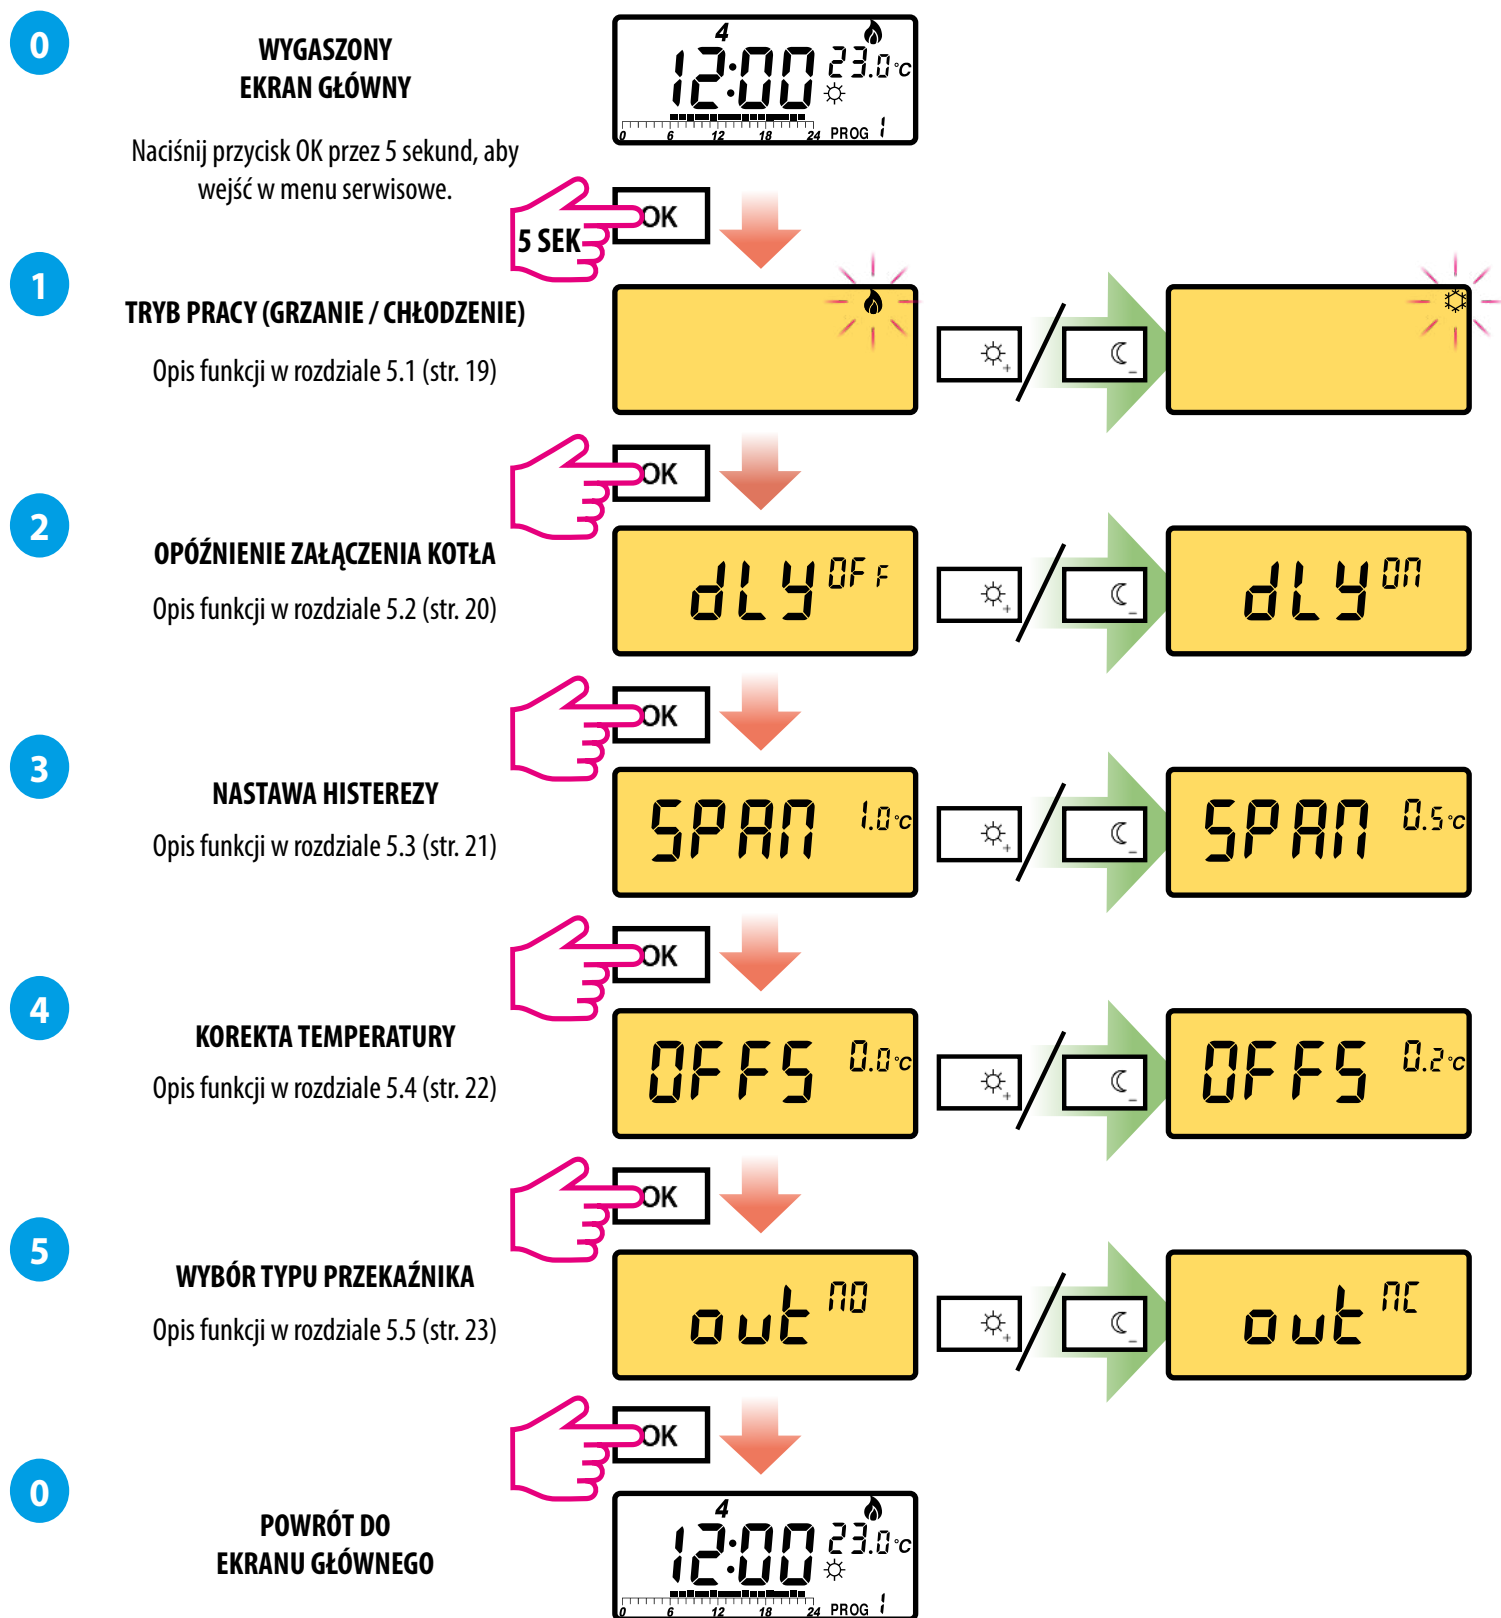 0
WYGASZONY
EKRAN GŁÓWNY
Naciśnij przycisk OK przez 5 sekund, aby
wejść w menu serwisowe.
4
12:00 23.0°C
0 6 12 18 24 PROG 1
5 SEK OK
1
TRYB PRACY (GRZANIE / CHŁODZENIE)
Opis funkcji w rozdziale 5.1 (str. 19)
+ / -
OK
2
OPÓŹNIENIE ZAŁĄCZENIA KOTŁA
Opis funkcji w rozdziale 5.2 (str. 20)
dLY OFF + / - dLY On
OK
3
NASTAWA HISTEREZY
Opis funkcji w rozdziale 5.3 (str. 21)
SPAN 1.0°C + / - SPAN 0.5°C
OK
4
KOREKTA TEMPERATURY
Opis funkcji w rozdziale 5.4 (str. 22)
OFFS 0.0°C + / - OFFS 0.2°C
OK
5
WYBÓR TYPU PRZEKAŹNIKA
Opis funkcji w rozdziale 5.5 (str. 23)
out NO + / - out NC
OK
0
POWRÓT DO
EKRANU GŁÓWNEGO
4
12:00 23.0°C
0 6 12 18 24 PROG 1